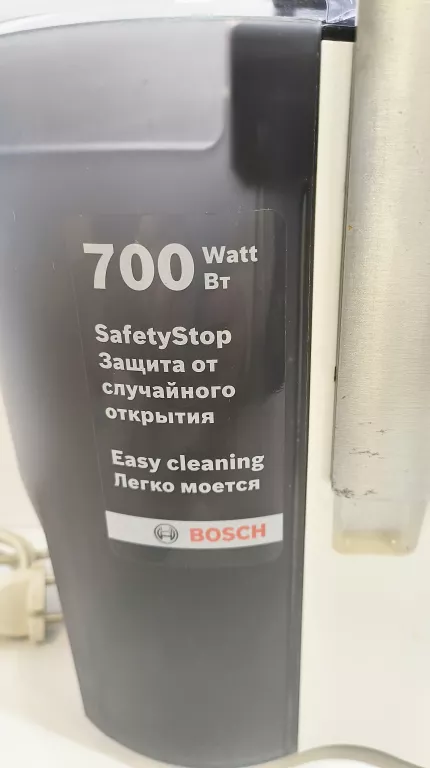 700 Watt
Вт
SafetyStop
Защита от
случайного
открытия
Easy cleaning
Легко моется
BOSCH